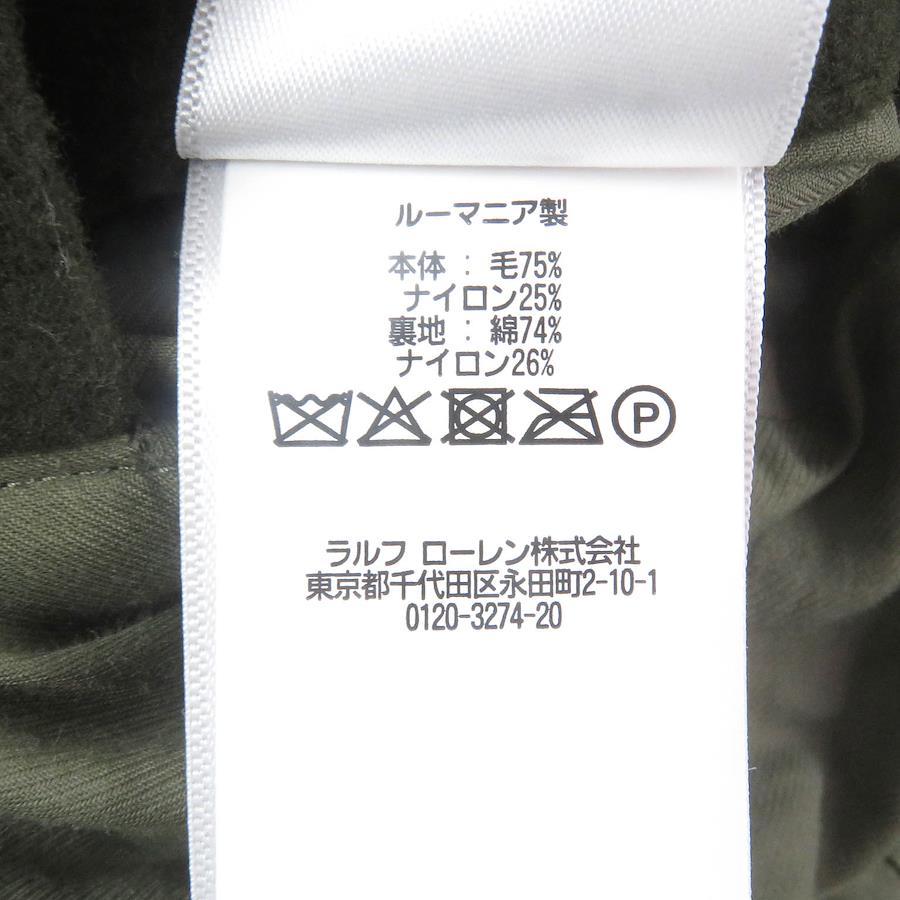 ルーマニア製
本体 : 毛75%
ナイロン25%
裏地 : 綿74%
ナイロン26%
P
ラルフ ローレン株式会社
東京都千代田区永田町2-10-1
0120-3274-20